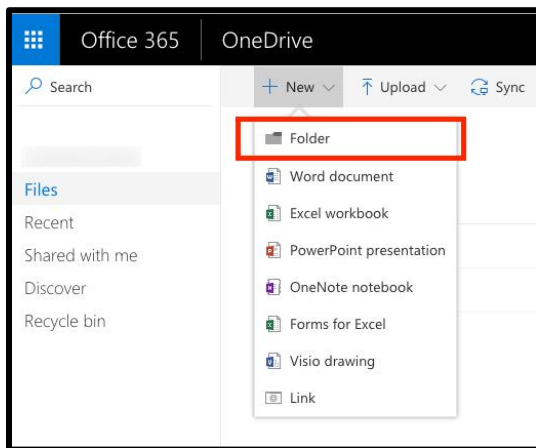 Office 365 OneDrive
Search
New Upload Sync
Files
Recent
Shared with me
Discover
Recycle bin
Folder
Word document
Excel workbook
PowerPoint presentation
OneNote notebook
Forms for Excel
Visio drawing
Link